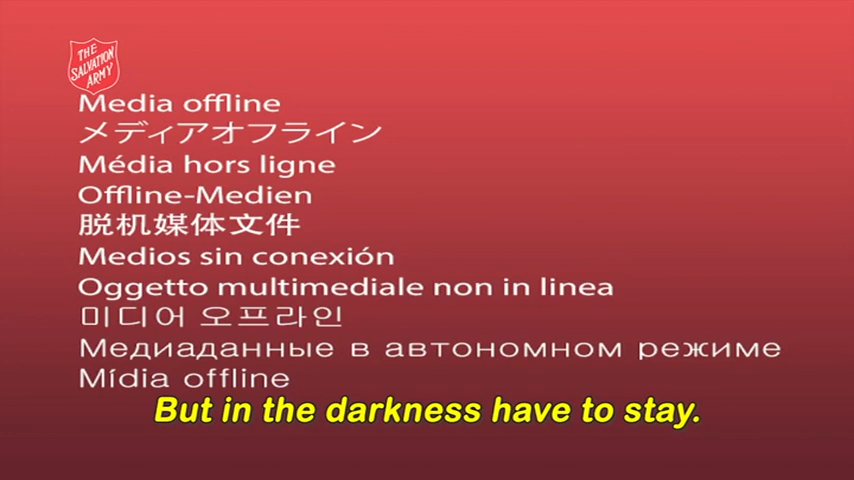 THE
SALVATION
ARMY
Media offline
メディアオフライン
Média hors ligne
Offline-Medien
脱机媒体文件
Medios sin conexión
Oggetto multimediale non in linea
미디어 오프라인
Медиаданные в автономном режиме
Mídia offline
But in the darkness have to stay.